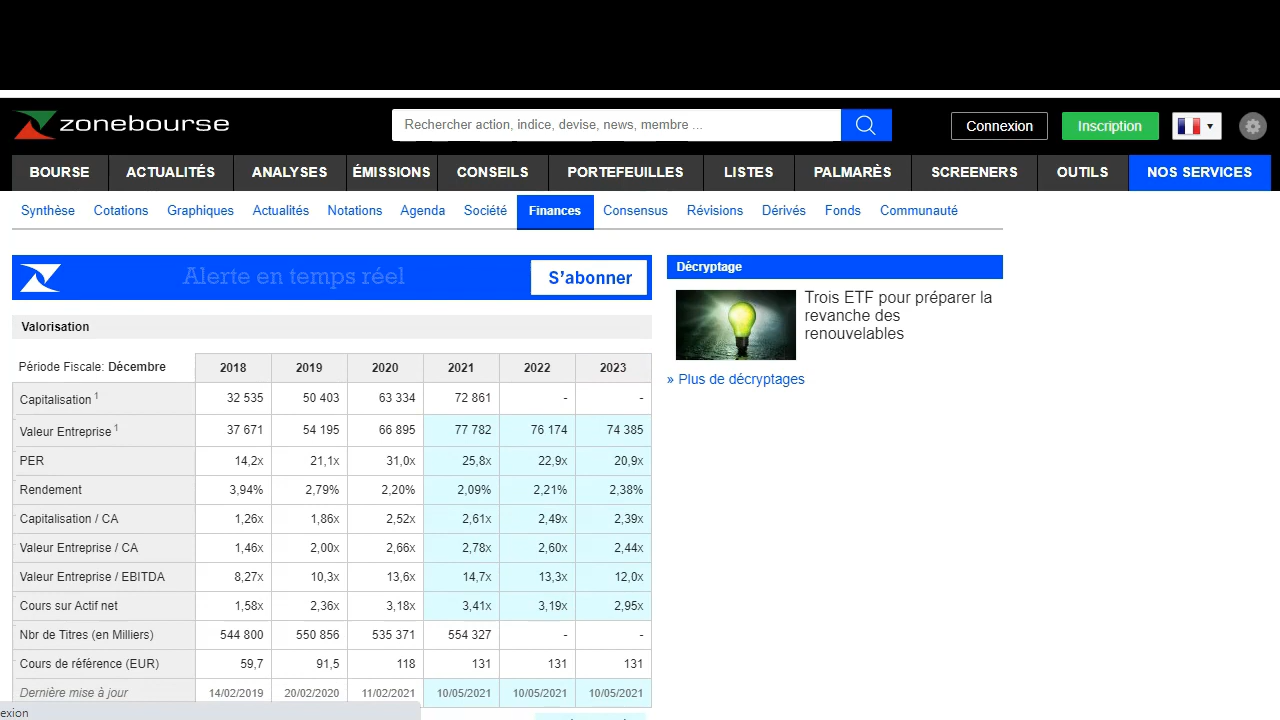 zonebourse
Rechercher action, indice, devise, news, membre ...
Connexion
Inscription
BOURSE ACTUALITÉS ANALYSES ÉMISSIONS CONSEILS PORTEFEUILLES LISTES PALMARÈS SCREENERS OUTILS NOS SERVICES
Synthèse Cotations Graphiques Actualités Notations Agenda Société Finances Consensus Révisions Dérivés Fonds Communauté
Alerte en temps réel
S'abonner
Décryptage
Trois ETF pour préparer la
revanche des
renouvelables
» Plus de décryptages
Valorisation
Période Fiscale: Décembre 2018 2019 2020 2021 2022 2023
Capitalisation 1 32 535 50 403 63 334 72 861 - -
Valeur Entreprise 1 37 671 54 195 66 895 77 782 76 174 74 385
PER 14,2x 21,1x 31,0x 25,8x 22,9x 20,9x
Rendement 3,94% 2,79% 2,20% 2,09% 2,21% 2,38%
Capitalisation / CA 1,26x 1,86x 2,52x 2,61x 2,49x 2,39x
Valeur Entreprise / CA 1,46x 2,00x 2,66x 2,78x 2,60x 2,44x
Valeur Entreprise / EBITDA 8,27x 10,3x 13,6x 14,7x 13,3x 12,0x
Cours sur Actif net 1,58x 2,36x 3,18x 3,41x 3,19x 2,95x
Nbr de Titres (en Milliers) 544 800 550 856 535 371 554 327 - -
Cours de référence (EUR) 59,7 91,5 118 131 131 131
Dernière mise à jour 14/02/2019 20/02/2020 11/02/2021 10/05/2021 10/05/2021 10/05/2021
exion